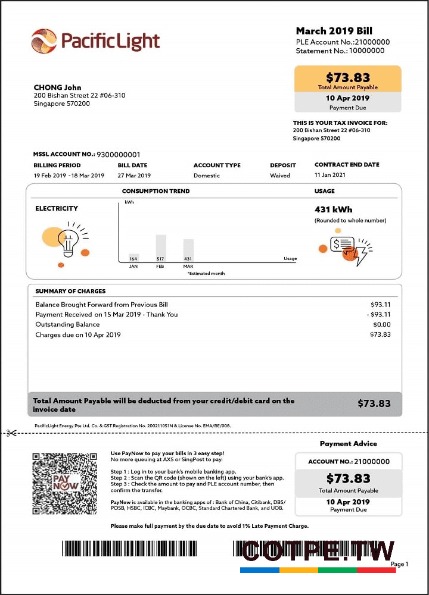 PacificLight
March 2019 Bill
PLE Account No.:21000000
Statement No.: 10000000
$73.83
Total Amount Payable
10 Apr 2019
Payment Due
CHONG John
200 Bishan Street 22 #06-310
Singapore 570200
THIS IS YOUR TAX INVOICE FOR:
200 Bishan Street 22 #06-310
Singapore 570200
MSSL ACCOUNT NO.: 9300000001
BILLING PERIOD BILL DATE ACCOUNT TYPE DEPOSIT CONTRACT END DATE
19 Feb 2019 -18 Mar 2019 27 Mar 2019 Domestic Waived 11 Jan 2021
CONSUMPTION TREND USAGE
ELECTRICITY
kWh
431 kWh
(Rounded to whole number)
164 517 431 Usage
JAN FEB MAR
*Estimated month
SUMMARY OF CHARGES
Balance Brought Forward from Previous Bill $93.11
Payment Received on 15 Mar 2019 - Thank You - $93.11
Outstanding Balance $0.00
Charges due on 10 Apr 2019 $73.83
Total Amount Payable will be deducted from your credit/debit card on the
invoice date $73.83
PacificLight Energy Pte Ltd. Co. & GST Registration No.
Payment Advice
PAY
NOW
Use PayNow to pay your bills in 3 easy step!
No more queuing at AXS or SingPost to pay
Step 1 : Log in to your bank's mobile banking app.
Step 2 : Scan the QR code (shown on the left) using your bank's app.
Step 3 : Check the amount to pay and PLE account number, then
confirm the transfer.
PayNow is available in the banking apps of : Bank of China, Citibank, DBS/
POSB, HSBC, ICBC, Maybank, OCBC, Standard Chartered Bank, and UOB.
ACCOUNT NO.: 21000000
$73.83
Total Amount Payable
10 Apr 2019
Payment Due
Please make full payment by the due date to avoid 1% Late Payment Charge.
COTPE.TW
Page 1